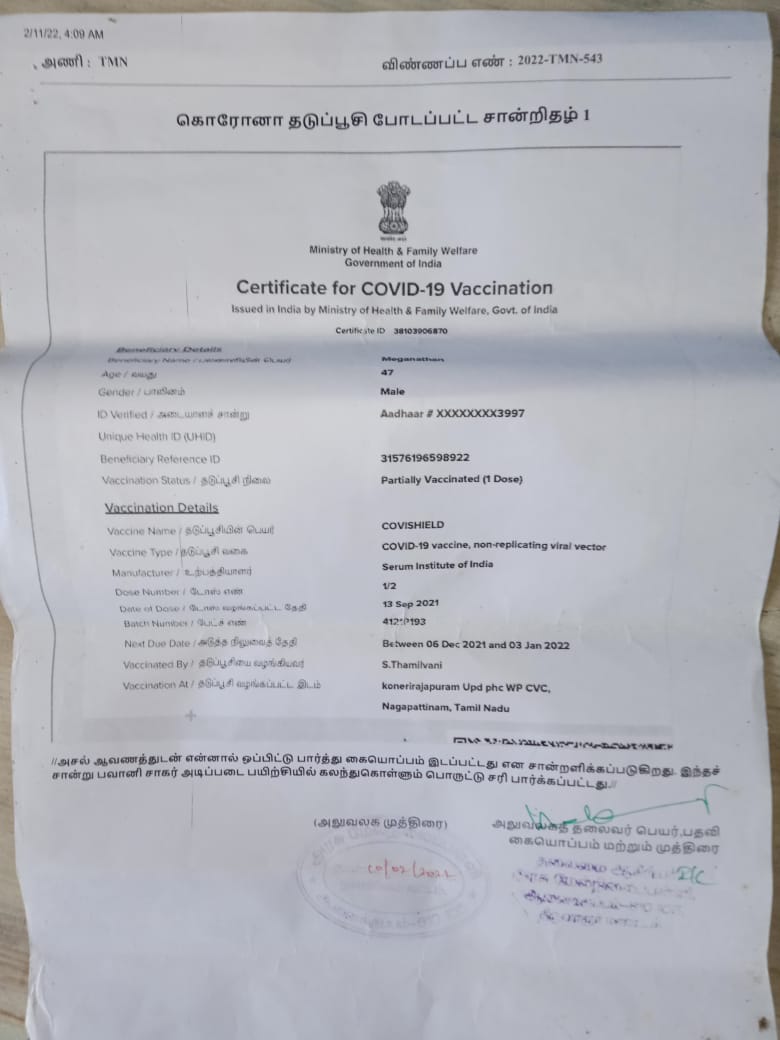 2/11/22, 4:09 AM
அணி : TMN
விண்ணப்ப எண் : 2022-TMN-543
கொரோனா தடுப்பூசி போடப்பட்ட சான்றிதழ் 1
Ministry of Health & Family Welfare
Government of India
Certificate for COVID-19 Vaccination
Issued in India by Ministry of Health & Family Welfare, Govt. of India
Certificate ID 38103906870
Beneficiary Details
Beneficiary Name / பயனாளியின் பெயர் Meganathan
Age / வயது 47
Gender / பாலினம் Male
ID Verified / அடையாளச் சான்று Aadhaar # XXXXXXXX3997
Unique Health ID (UHID)
Beneficiary Reference ID 31576196598922
Vaccination Status / தடுப்பூசி நிலை Partially Vaccinated (1 Dose)
Vaccination Details
Vaccine Name / தடுப்பூசியின் பெயர் COVISHIELD
Vaccine Type / தடுப்பூசி வகை COVID-19 vaccine, non-replicating viral vector
Manufacturer / உற்பத்தியாளர் Serum Institute of India
Dose Number / டோஸ் எண் 1/2
Date of Dose / டோஸ் வழங்கப்பட்ட தேதி 13 Sep 2021
Batch Number / பேட்ச் எண்
Next Due Date / அடுத்த நிலுவைத் தேதி Between 06 Dec 2021 and 03 Jan 2022
Vaccinated By / தடுப்பூசியை வழங்கியவர் S.Thamilvani
Vaccination At / தடுப்பூசி வழங்கப்பட்ட இடம் konerirajapuram Upd phc WP CVC,
Nagapattinam, Tamil Nadu
//அசல் ஆவணத்துடன் என்னால் ஒப்பிட்டு பார்த்து கையொப்பம் இடப்பட்டது என சான்றளிக்கப்படுகிறது. இந்தச்
சான்று பவானி சாகர் அடிப்படை பயிற்சியில் கலந்துகொள்ளும் பொருட்டு சரி பார்க்கப்பட்டது.//
(அலுவலக முத்திரை)
அலுவலகத் தலைவர் பெயர்,பதவி
கையொப்பம் மற்றும் முத்திரை